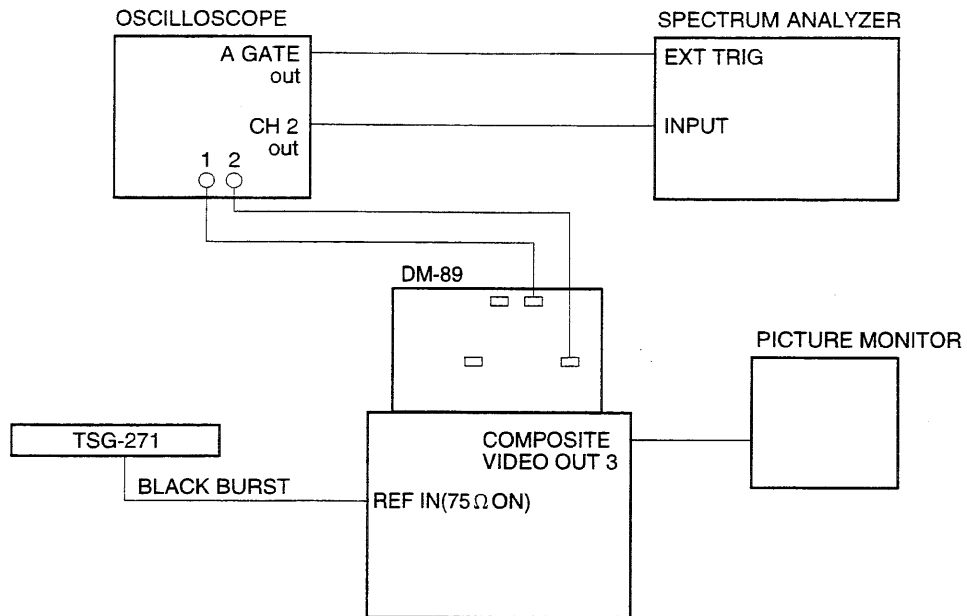 OSCILLOSCOPE
A GATE
out
CH 2
out
1 2
SPECTRUM ANALYZER
EXT TRIG
INPUT
DM-89
PICTURE MONITOR
TSG-271
BLACK BURST
COMPOSITE
VIDEO OUT 3
REF IN(75Ω ON)